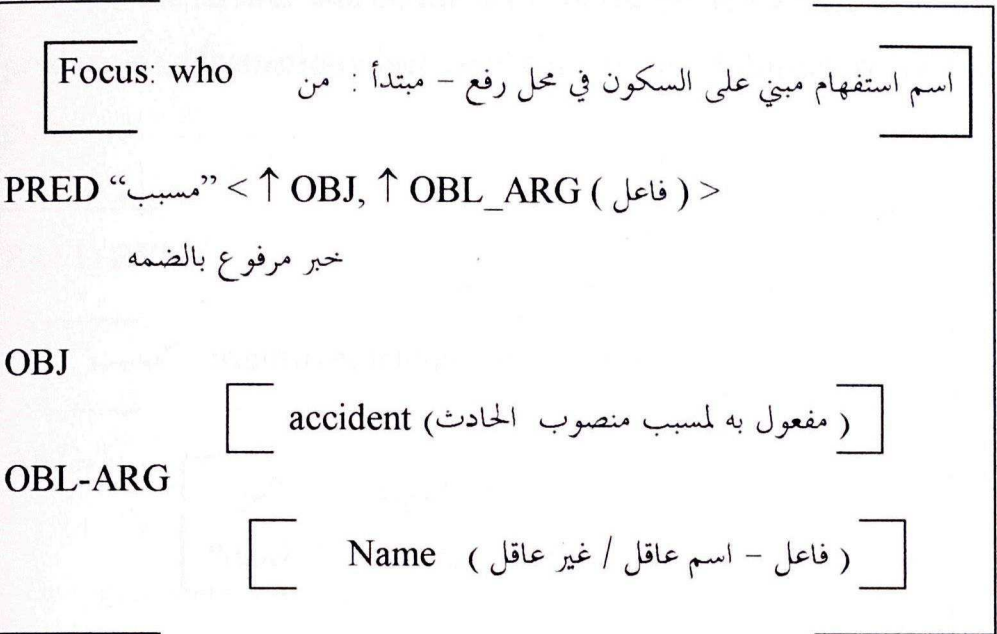 Focus: who اسم استفهام مبني على السكون في محل رفع – مبتدأ : من
PRED “مسبب” < ↑ OBJ, ↑ OBL_ARG ( فاعل ) >
خبر مرفوع بالضمه
OBJ
accident (مفعول به لمسبب منصوب الحادث )
OBL-ARG
Name ( فاعل – اسم عاقل / غير عاقل )